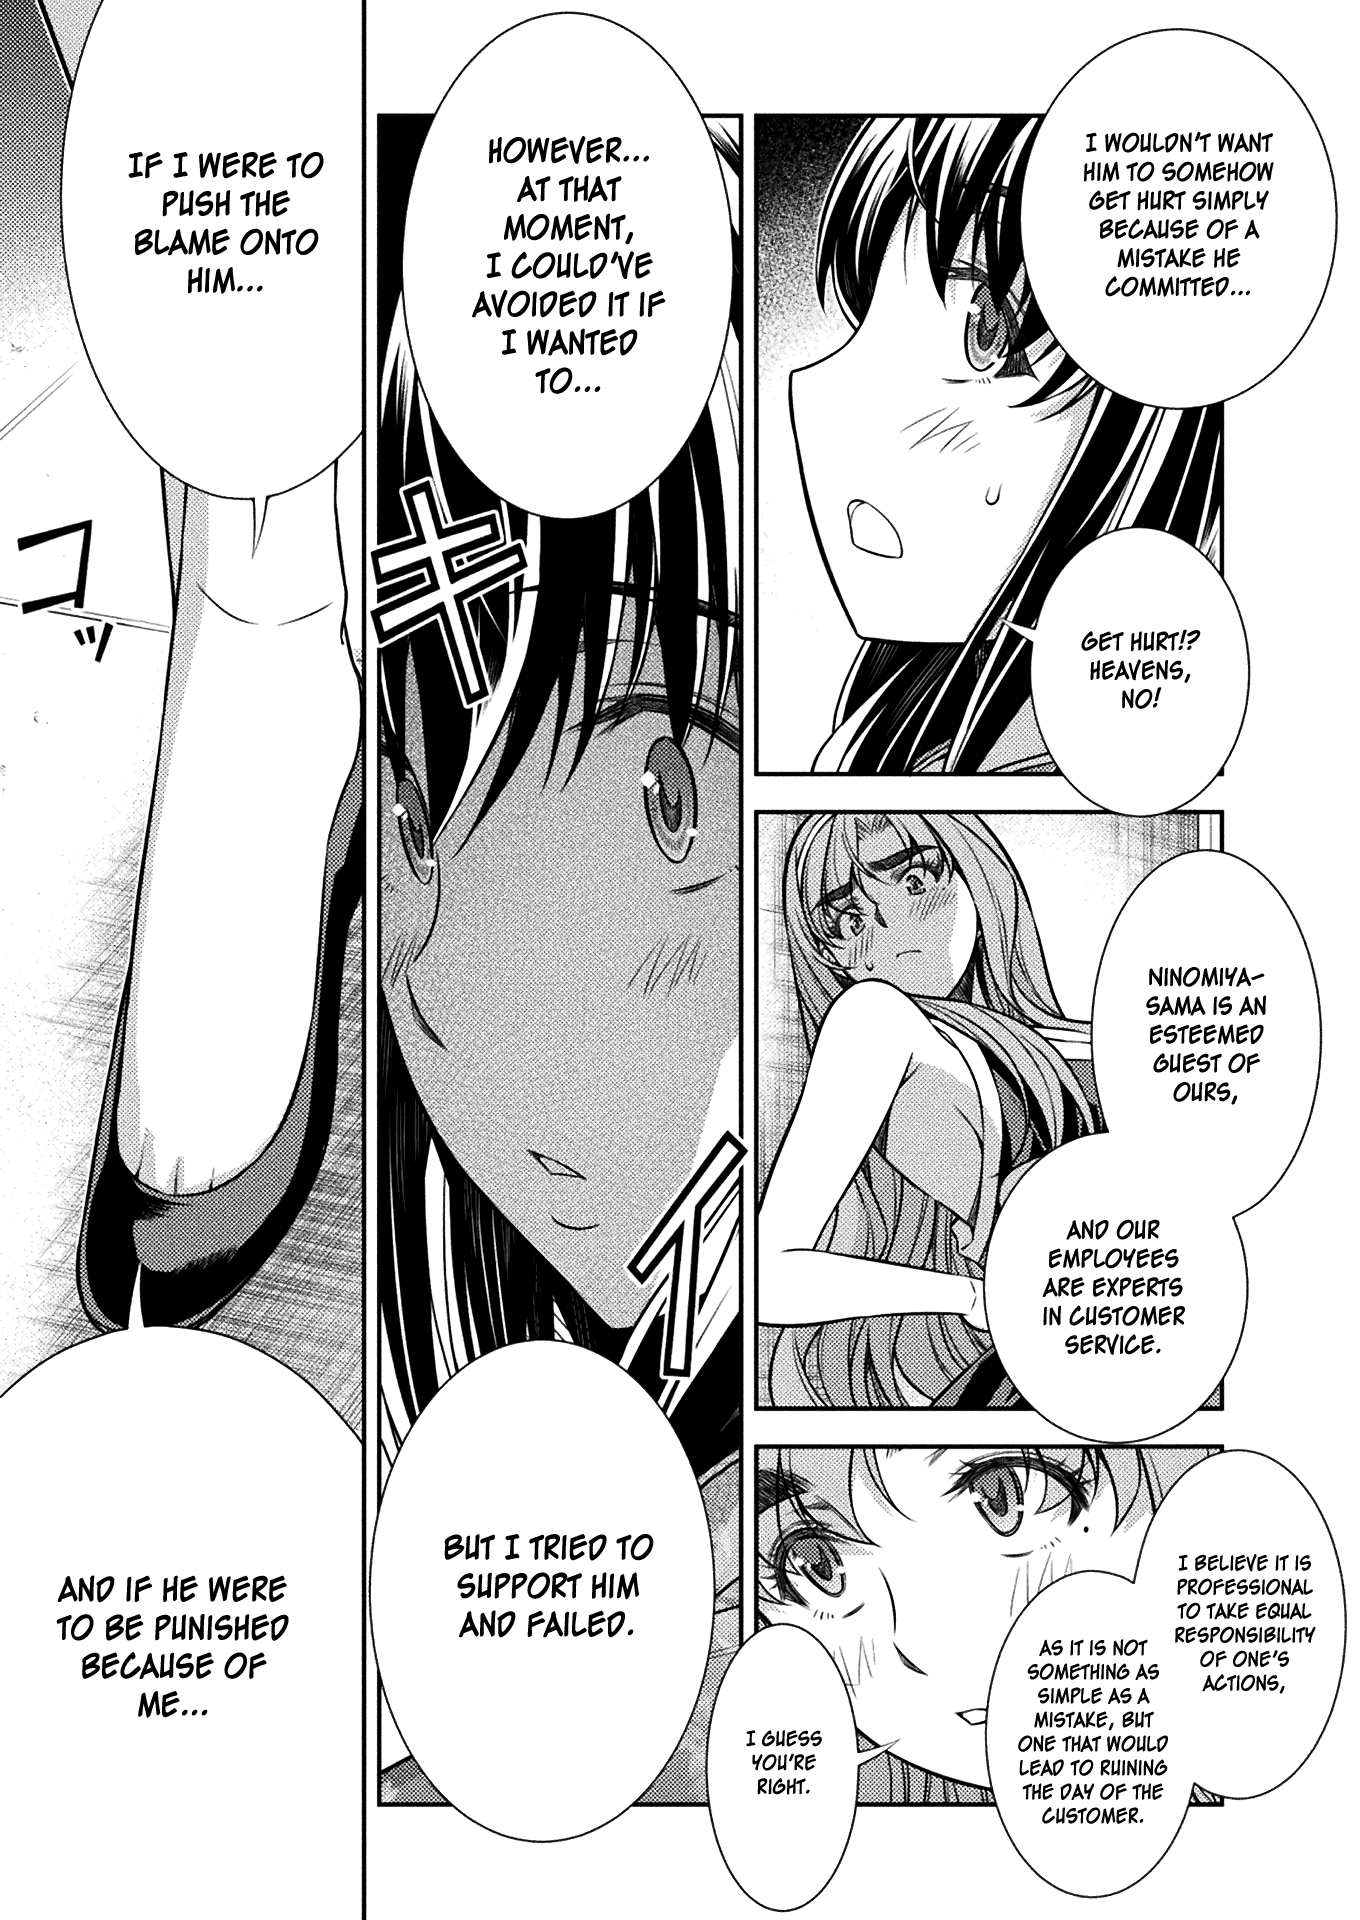 I WOULDN'T WANT
HIM TO SOMEHOW
GET HURT SIMPLY
BECAUSE OF A
MISTAKE HE
COMMITTED...
GET HURT!?
HEAVENS,
NO!
NINOMIYA-
SAMA IS AN
ESTEEMED
GUEST OF
OURS,
AND OUR
EMPLOYEES
ARE EXPERTS
IN CUSTOMER
SERVICE.
I BELIEVE IT IS
PROFESSIONAL
TO TAKE EQUAL
RESPONSIBILITY
OF ONE'S
ACTIONS,
AS IT IS NOT
SOMETHING AS
SIMPLE AS A
MISTAKE, BUT
ONE THAT WOULD
LEAD TO RUINING
THE DAY OF THE
CUSTOMER.
I GUESS
YOU'RE
RIGHT.
HOWEVER...
AT THAT
MOMENT,
I COULD'VE
AVOIDED IT IF
I WANTED
TO...
キ
イ
BUT I TRIED TO
SUPPORT HIM
AND FAILED.
IF I WERE TO
PUSH THE
BLAME ONTO
HIM...
コ
ッ
AND IF HE WERE
TO BE PUNISHED
BECAUSE OF
ME...